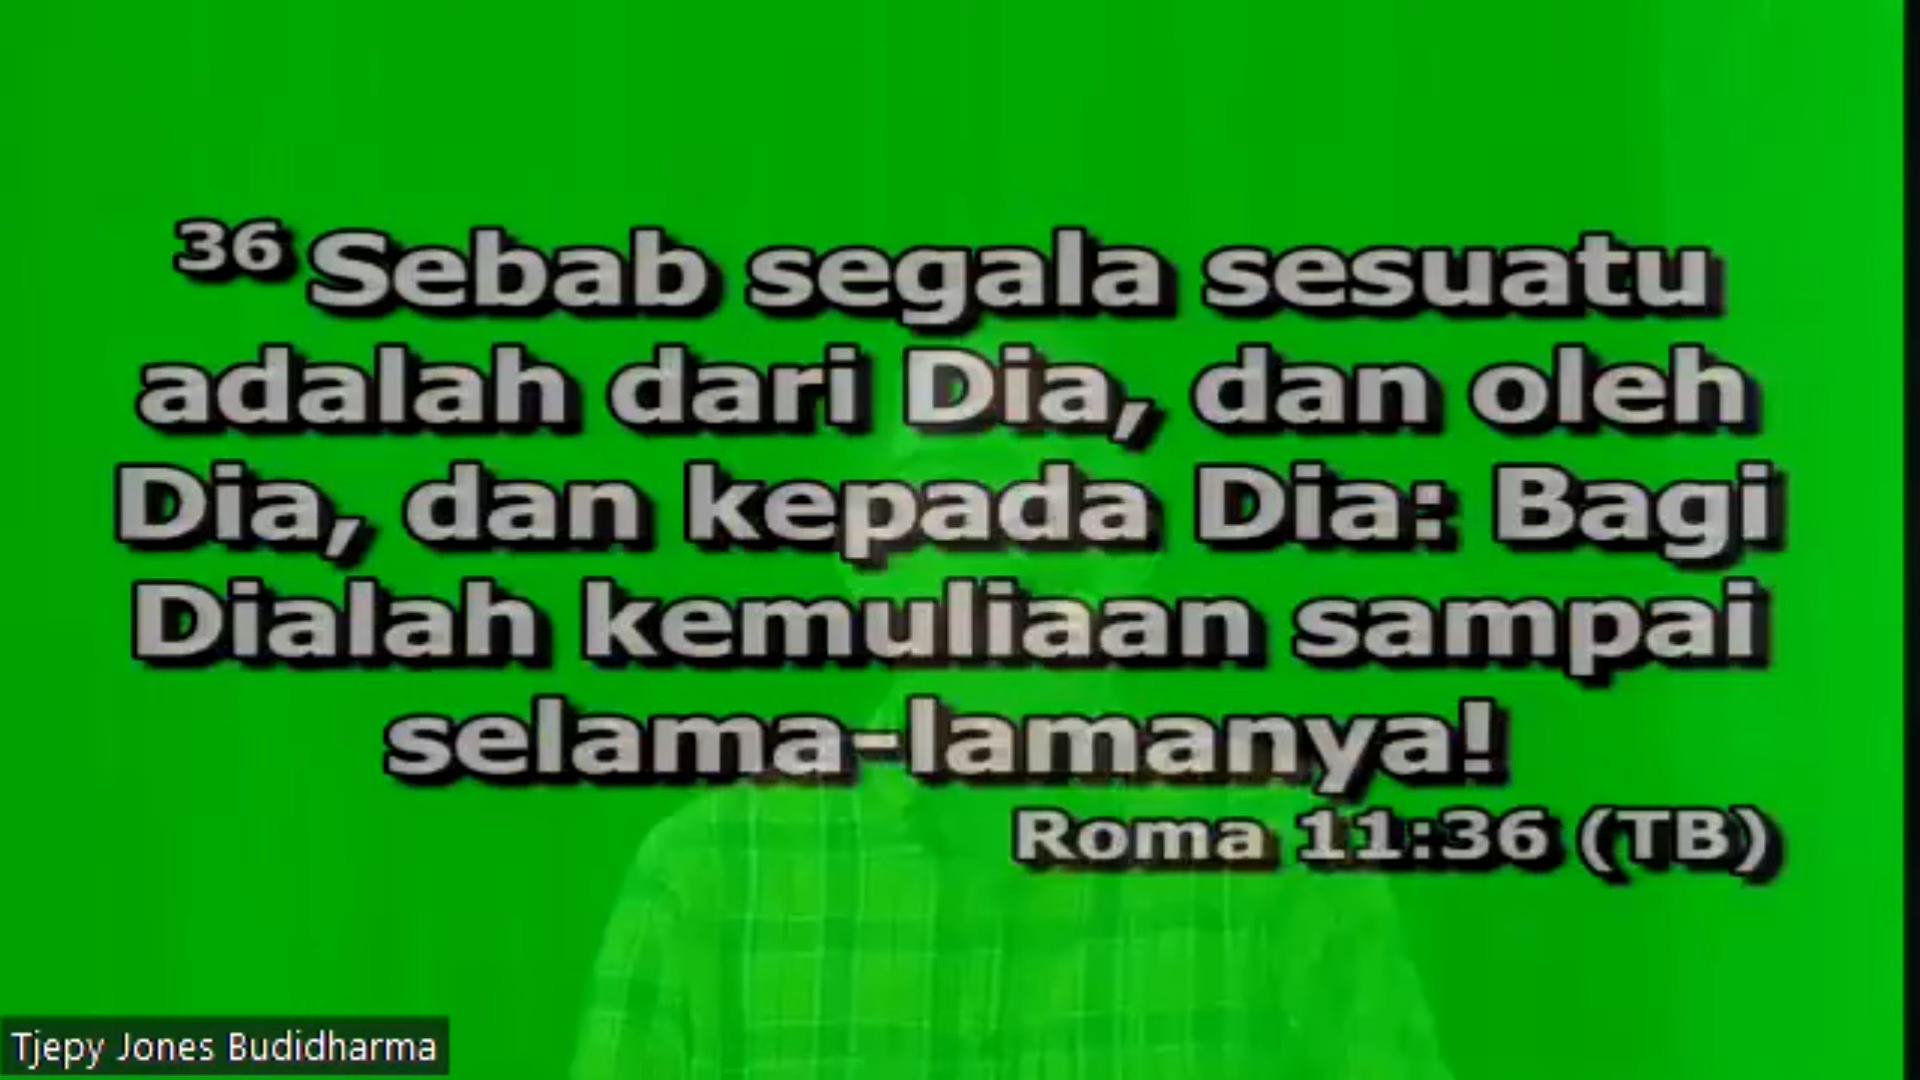 36 Sebab segala sesuatu
adalah dari Dia, dan oleh
Dia, dan kepada Dia: Bagi
Dialah kemuliaan sampai
selama-lamanya!
Roma 11:36 (TB)
Tjepy Jones Budidharma